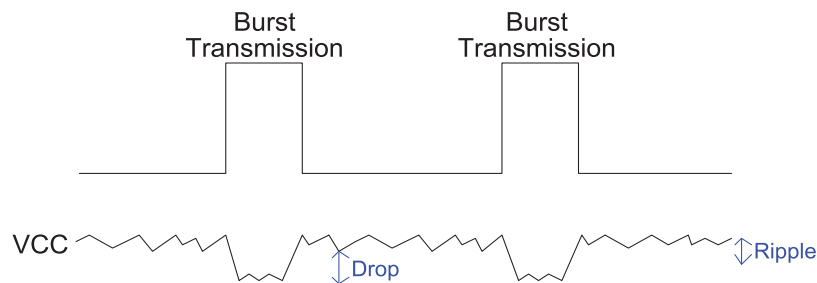 Burst
Transmission
Burst
Transmission
VCC
Drop
Ripple